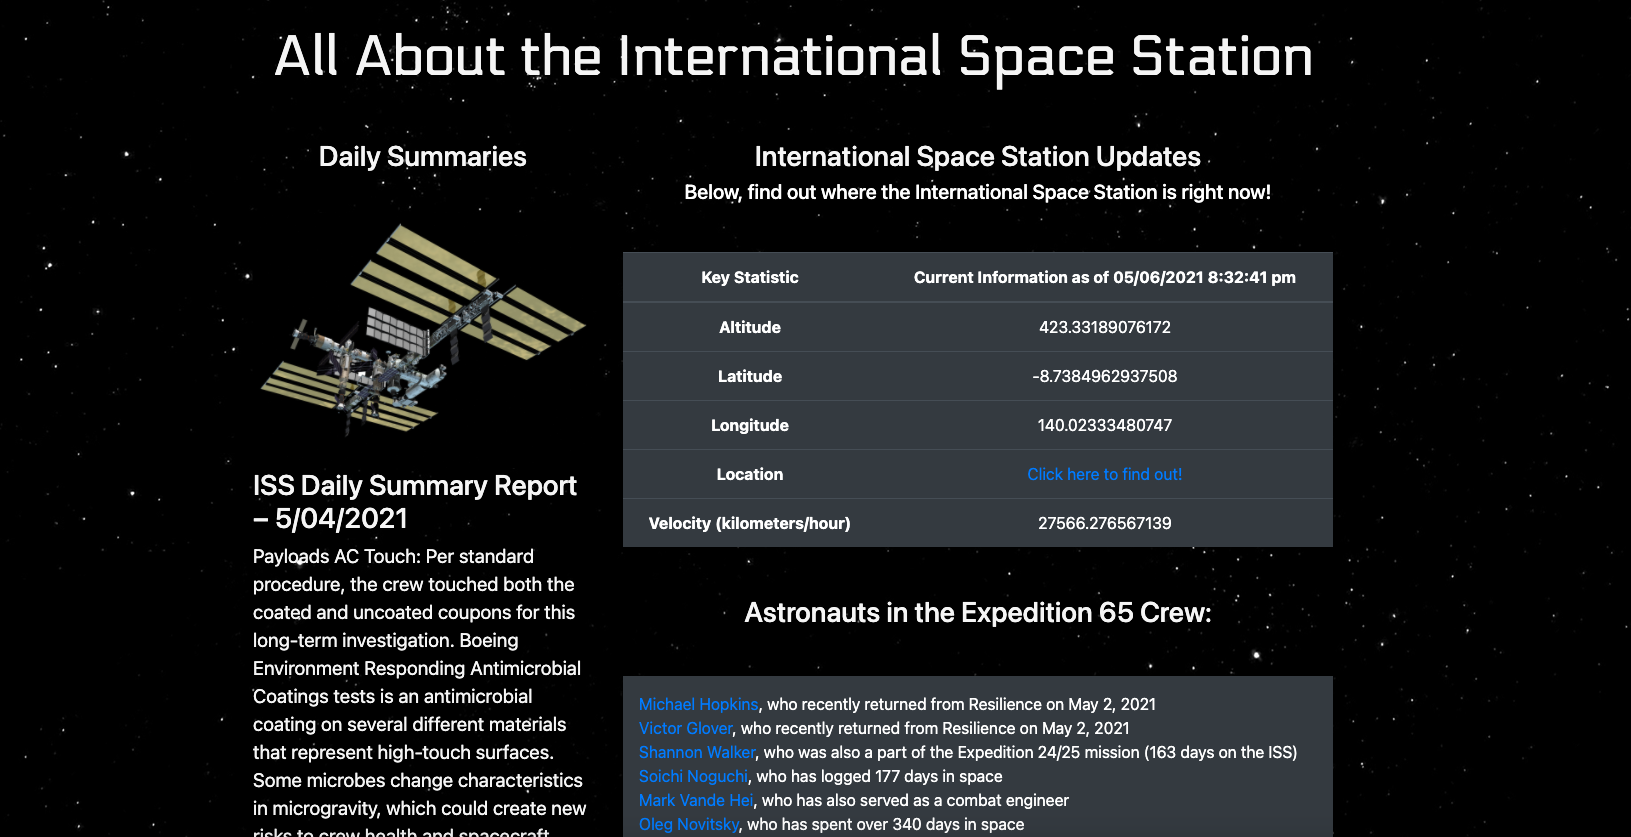 All About the International Space Station
Daily Summaries
ISS Daily Summary Report
– 5/04/2021
Payloads AC Touch: Per standard
procedure, the crew touched both the
coated and uncoated coupons for this
long-term investigation. Boeing
Environment Responding Antimicrobial
Coatings tests is an antimicrobial
coating on several different materials
that represent high-touch surfaces.
Some microbes change characteristics
in microgravity, which could create new
risks to crew health and spacecraft
International Space Station Updates
Below, find out where the International Space Station is right now!
Key Statistic Current Information as of 05/06/2021 8:32:41 pm
Altitude 423.33189076172
Latitude -8.7384962937508
Longitude 140.02333480747
Location Click here to find out!
Velocity (kilometers/hour) 27566.276567139
Astronauts in the Expedition 65 Crew:
Michael Hopkins, who recently returned from Resilience on May 2, 2021
Victor Glover, who recently returned from Resilience on May 2, 2021
Shannon Walker, who was also a part of the Expedition 24/25 mission (163 days on the ISS)
Soichi Noguchi, who has logged 177 days in space
Mark Vande Hei, who has also served as a combat engineer
Oleg Novitsky, who has spent over 340 days in space